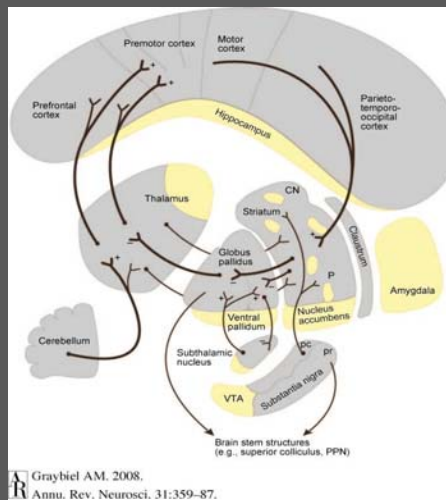 Premotor cortex
Motor
cortex
Prefrontal
cortex
Parieto-
temporo-
occipital
cortex
Hippocampus
Thalamus
CN
Striatum
Globus
pallidus
Claustrum
P
Amygdala
Ventral
pallidum
Nucleus
accumbens
Cerebellum
Subthalamic
nucleus
pc
pr
VTA
Substantia nigra
Brain stem structures
(e.g., superior colliculus, PPN)
AR Graybiel AM. 2008.
Annu. Rev. Neurosci. 31:359–87.